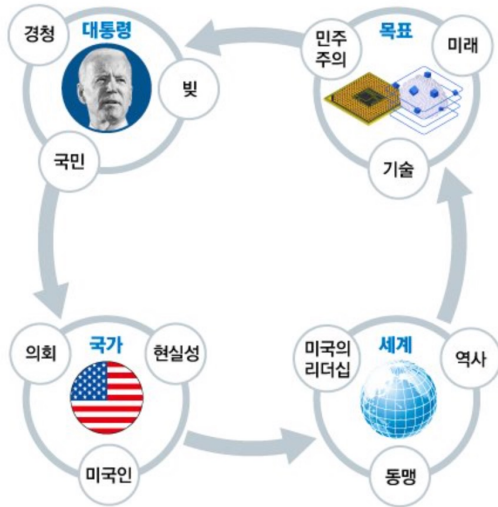 경청
대통령
빛
국민
민주
주의
목표
미래
기술
의회
국가
현실성
미국인
미국의
리더십
세계
역사
동맹